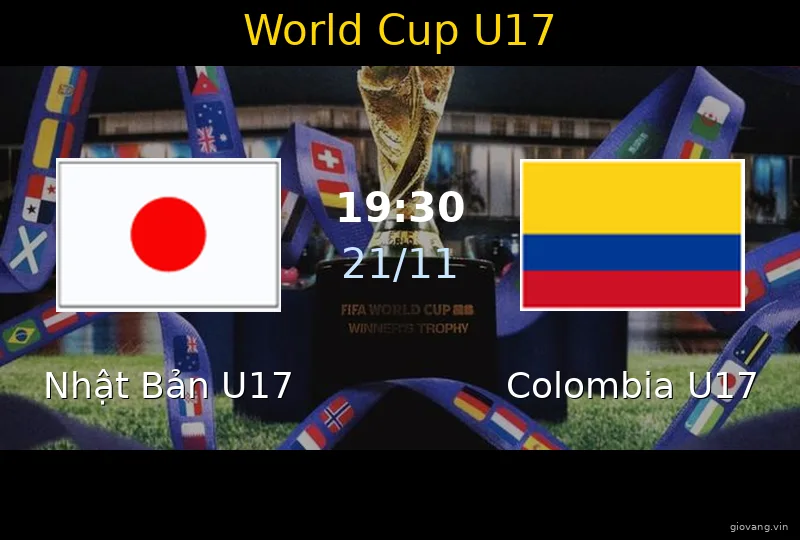 World Cup U17
19:30
21/11
FIFA WORLD CUP 26
WINNER'S TROPHY
Nhật Bản U17
Colombia U17
giovang.vin